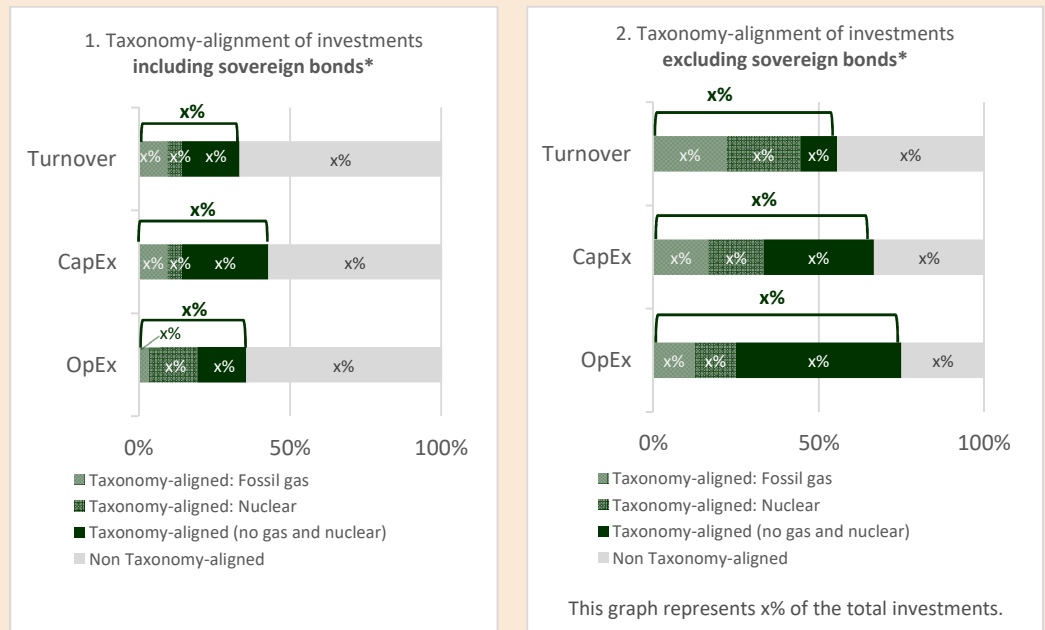 1. Taxonomy-alignment of investments
including sovereign bonds*
x%
Turnover
x% x% x% x%
x%
CapEx
x% x% x% x%
x%
x%
OpEx
x% x% x%
0% 50% 100%
Taxonomy-aligned: Fossil gas
Taxonomy-aligned: Nuclear
Taxonomy-aligned (no gas and nuclear)
Non Taxonomy-aligned
2. Taxonomy-alignment of investments
excluding sovereign bonds*
x%
Turnover
x% x% x% x%
x%
CapEx
x% x% x% x%
x%
OpEx
x% x% x% x%
0% 50% 100%
Taxonomy-aligned: Fossil gas
Taxonomy-aligned: Nuclear
Taxonomy-aligned (no gas and nuclear)
Non Taxonomy-aligned
This graph represents x% of the total investments.